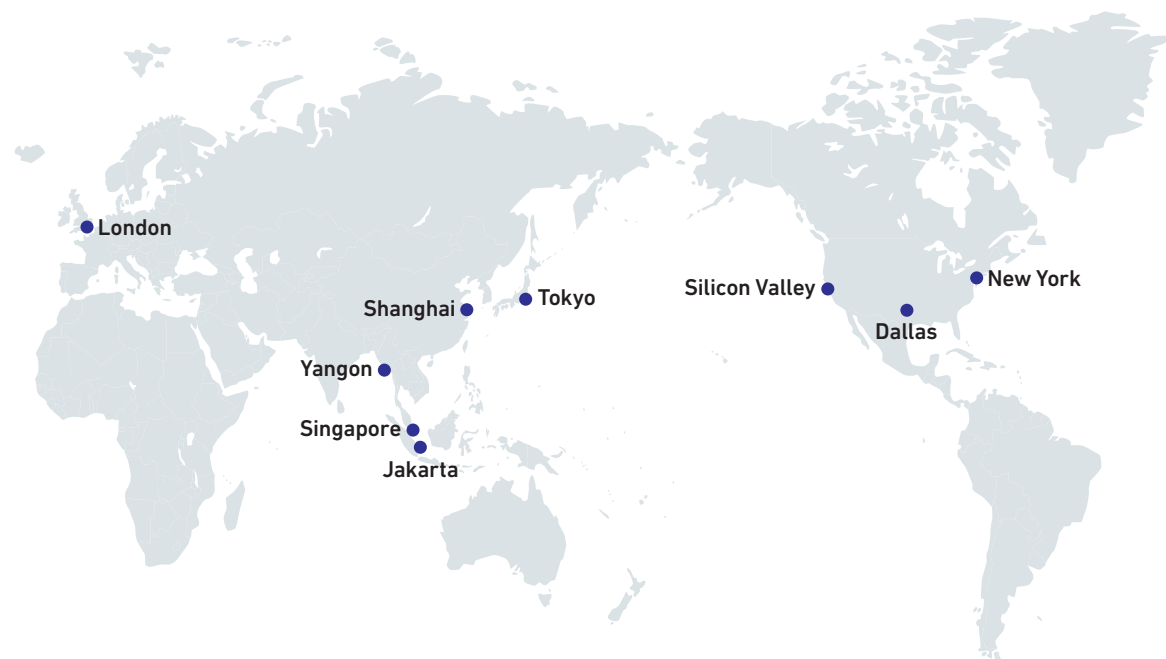 London
New York
Silicon Valley
Tokyo
Shanghai
Dallas
Yangon
Singapore
Jakarta